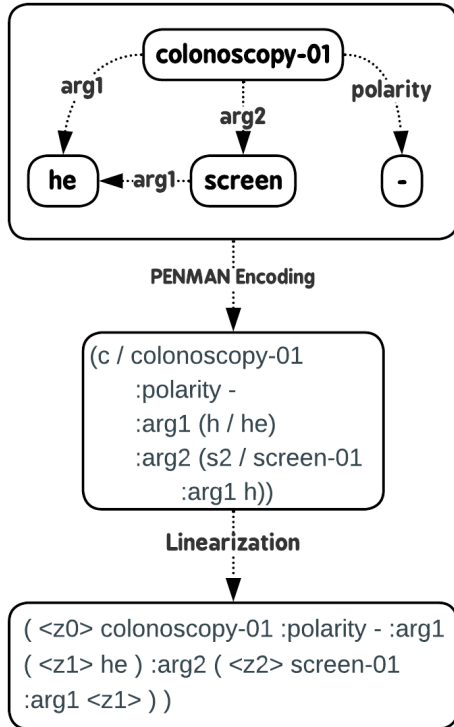 colonoscopy-01
arg1
polarity
arg2
he
arg1
screen
-
PENMAN Encoding
(c / colonoscopy-01
:polarity -
:arg1 (h / he)
:arg2 (s2 / screen-01
:arg1 h))
Linearization
( <z0> colonoscopy-01 :polarity - :arg1
( <z1> he ) :arg2 ( <z2> screen-01
:arg1 <z1> ) )